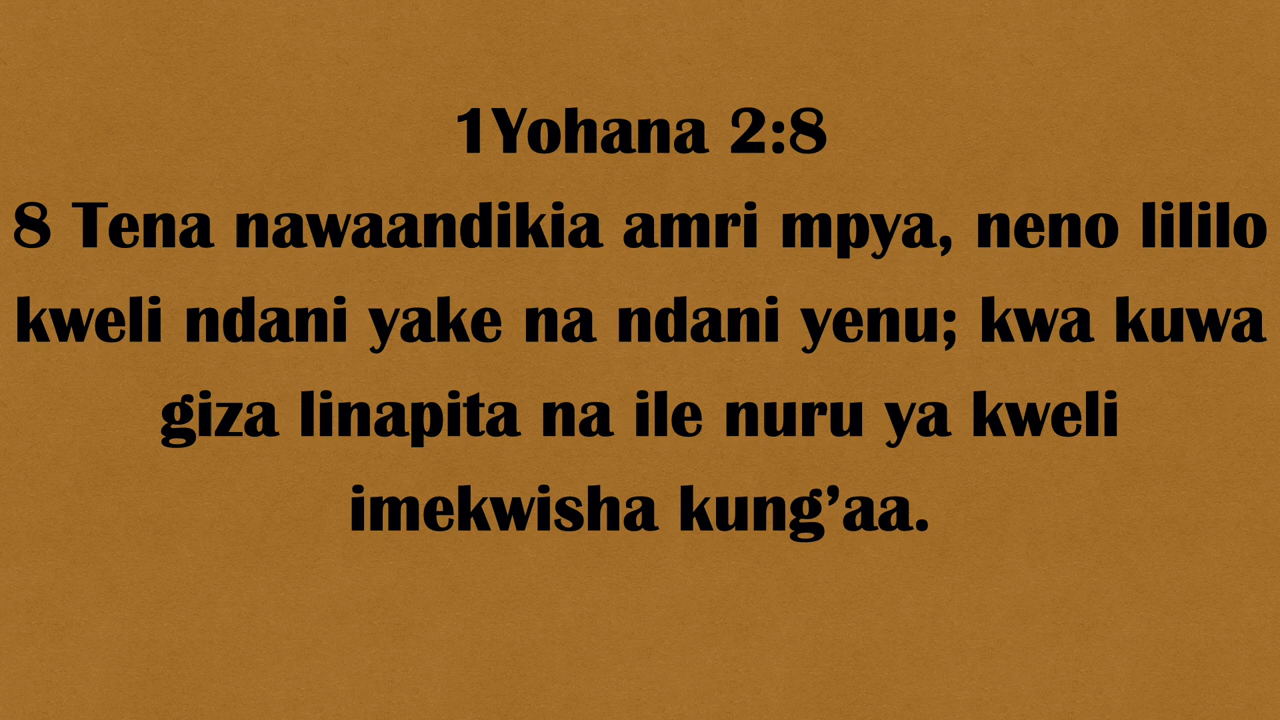 1Yohana 2:8
8 Tena nawaandikia amri mpya, neno lililo
kweli ndani yake na ndani yenu; kwa kuwa
giza linapita na ile nuru ya kweli
imekwisha kung’aa.